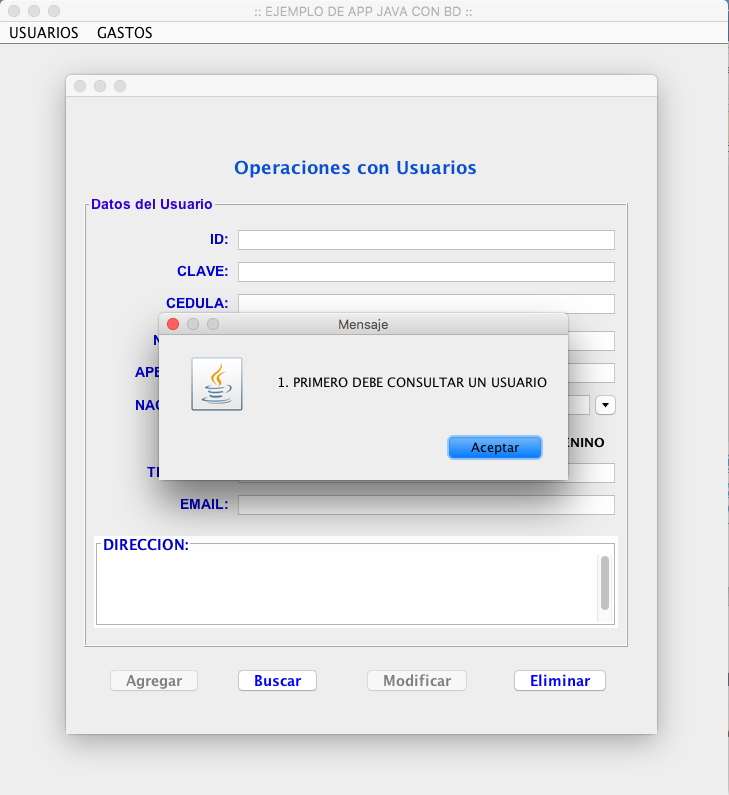 :: EJEMPLO DE APP JAVA CON BD ::
USUARIOS GASTOS
Operaciones con Usuarios
Datos del Usuario
ID:
CLAVE:
CEDULA:
Mensaje
1. PRIMERO DEBE CONSULTAR UN USUARIO
Aceptar
EMAIL:
DIRECCION:
Agregar Buscar Modificar Eliminar